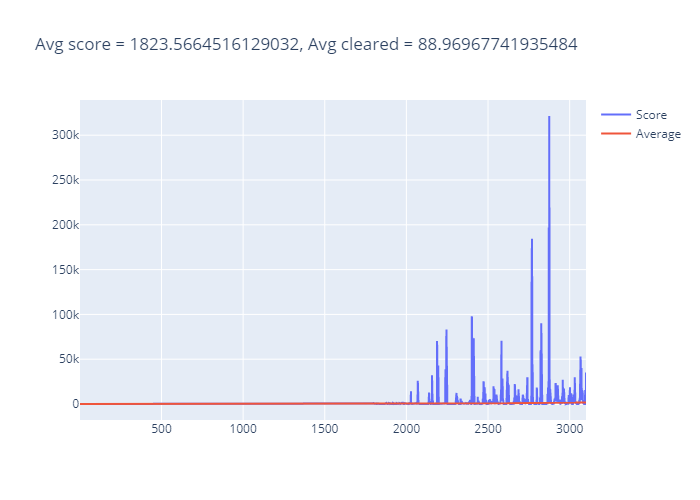 Avg score = 1823.5664516129032, Avg cleared = 88.96967741935484
Score
Average
300k
250k
200k
150k
100k
50k
0
500
1000
1500
2000
2500
3000